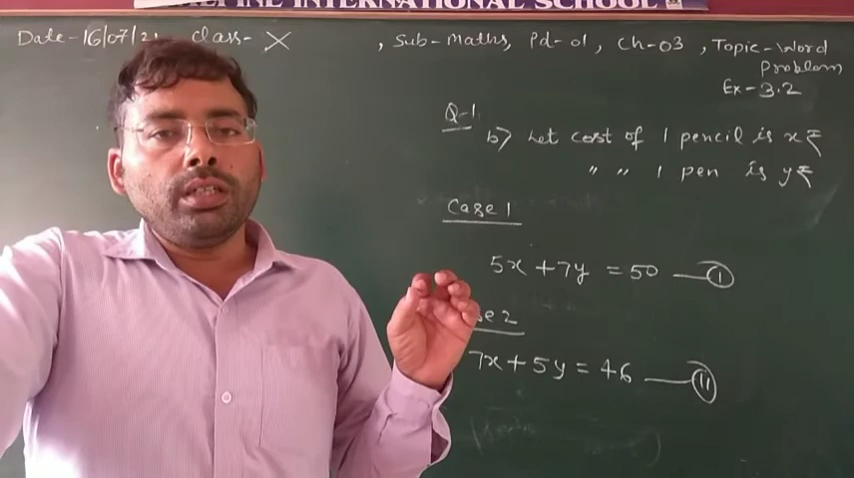 INTERNATIONAL SCHOOL
Date-16/07/21 Class-X , Sub-Maths, Pd-01, Ch-03, Topic-Word
Problem
Ex-3.2
Q-1
b) Let cost of 1 pencil is x₹
" " 1 pen is y₹
Case 1
5x+7y=50 — I
se 2
7x+5y=46 — II